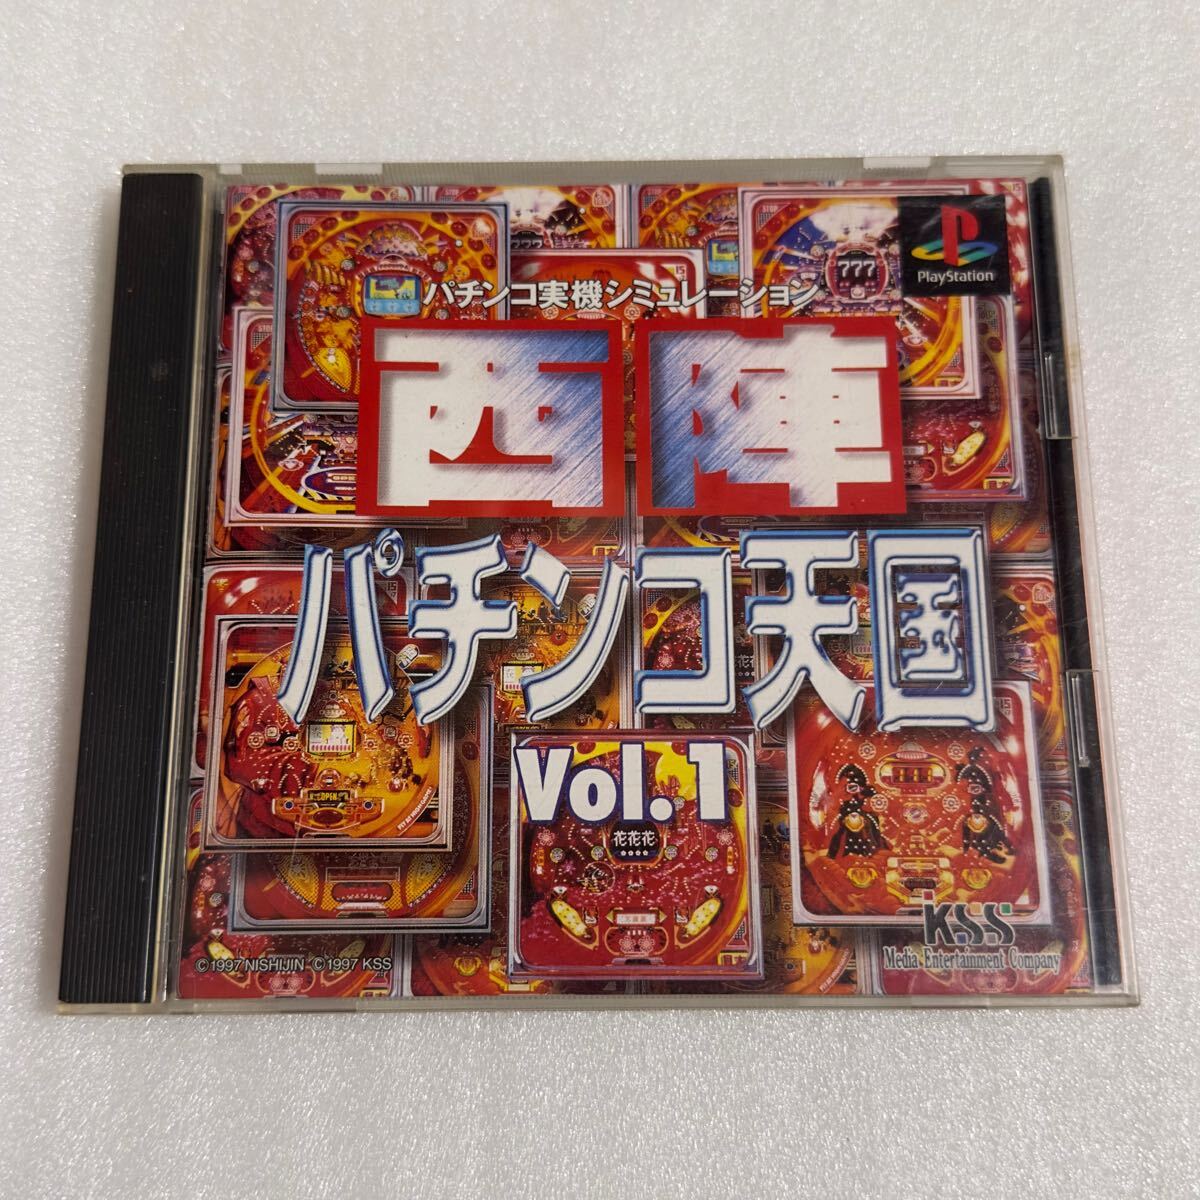 PlayStation
パチンコ実機シミュレーション
西陣
パチンコ天国
Vol.1
777
花花花
OPEN
KSS
Media Entertainment Company
©1997 NISHIJIN ©1997 KSS